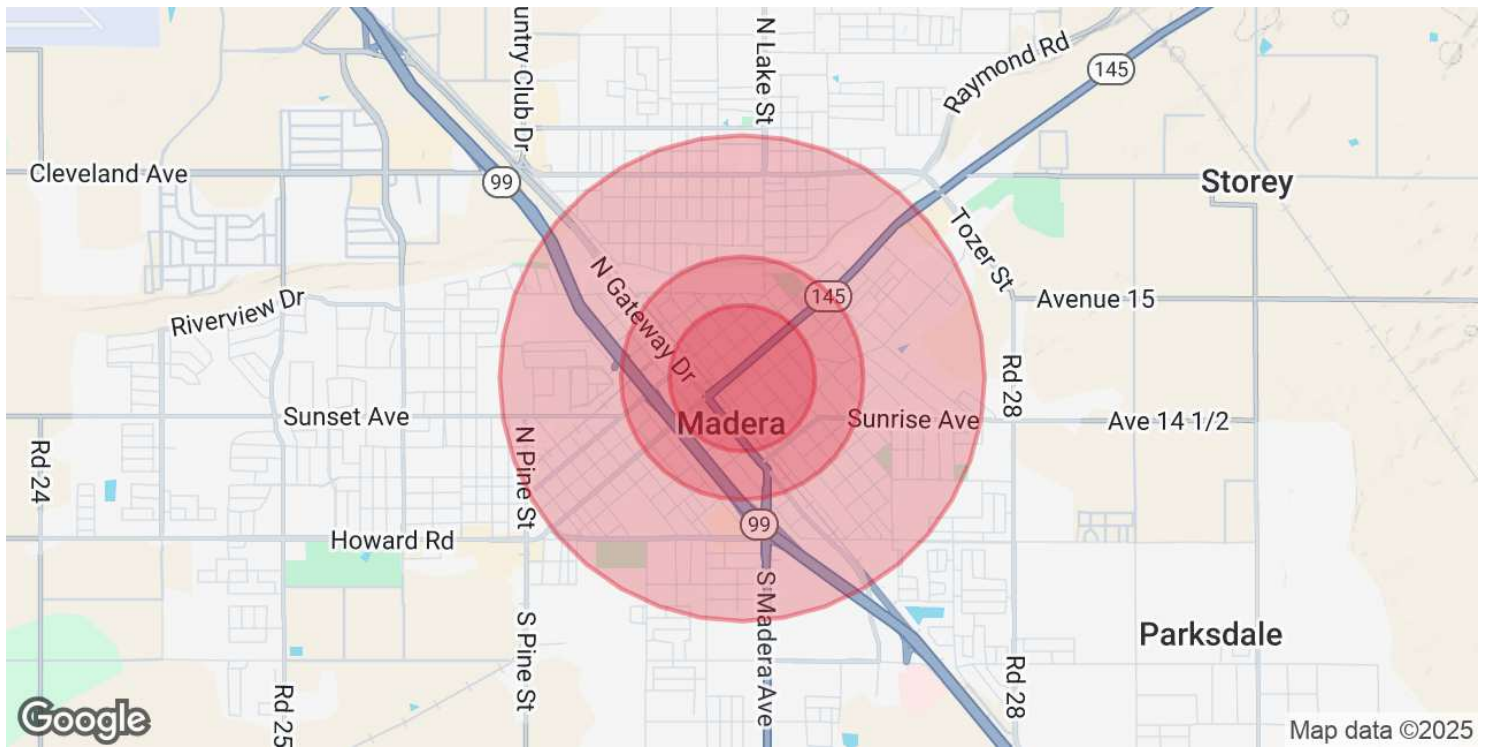 untry Club Dr
N Lake St
Raymond Rd
145
Cleveland Ave
99
Storey
Tozer St
N Gateway Dr
145
Avenue 15
Riverview Dr
Rd 28
Sunset Ave
Madera
Sunrise Ave
Ave 14 1/2
Rd 24
N Pine St
99
Howard Rd
S Madera Ave
S Pine St
Parksdale
Rd 25
Rd 28
Google
Map data ©2025